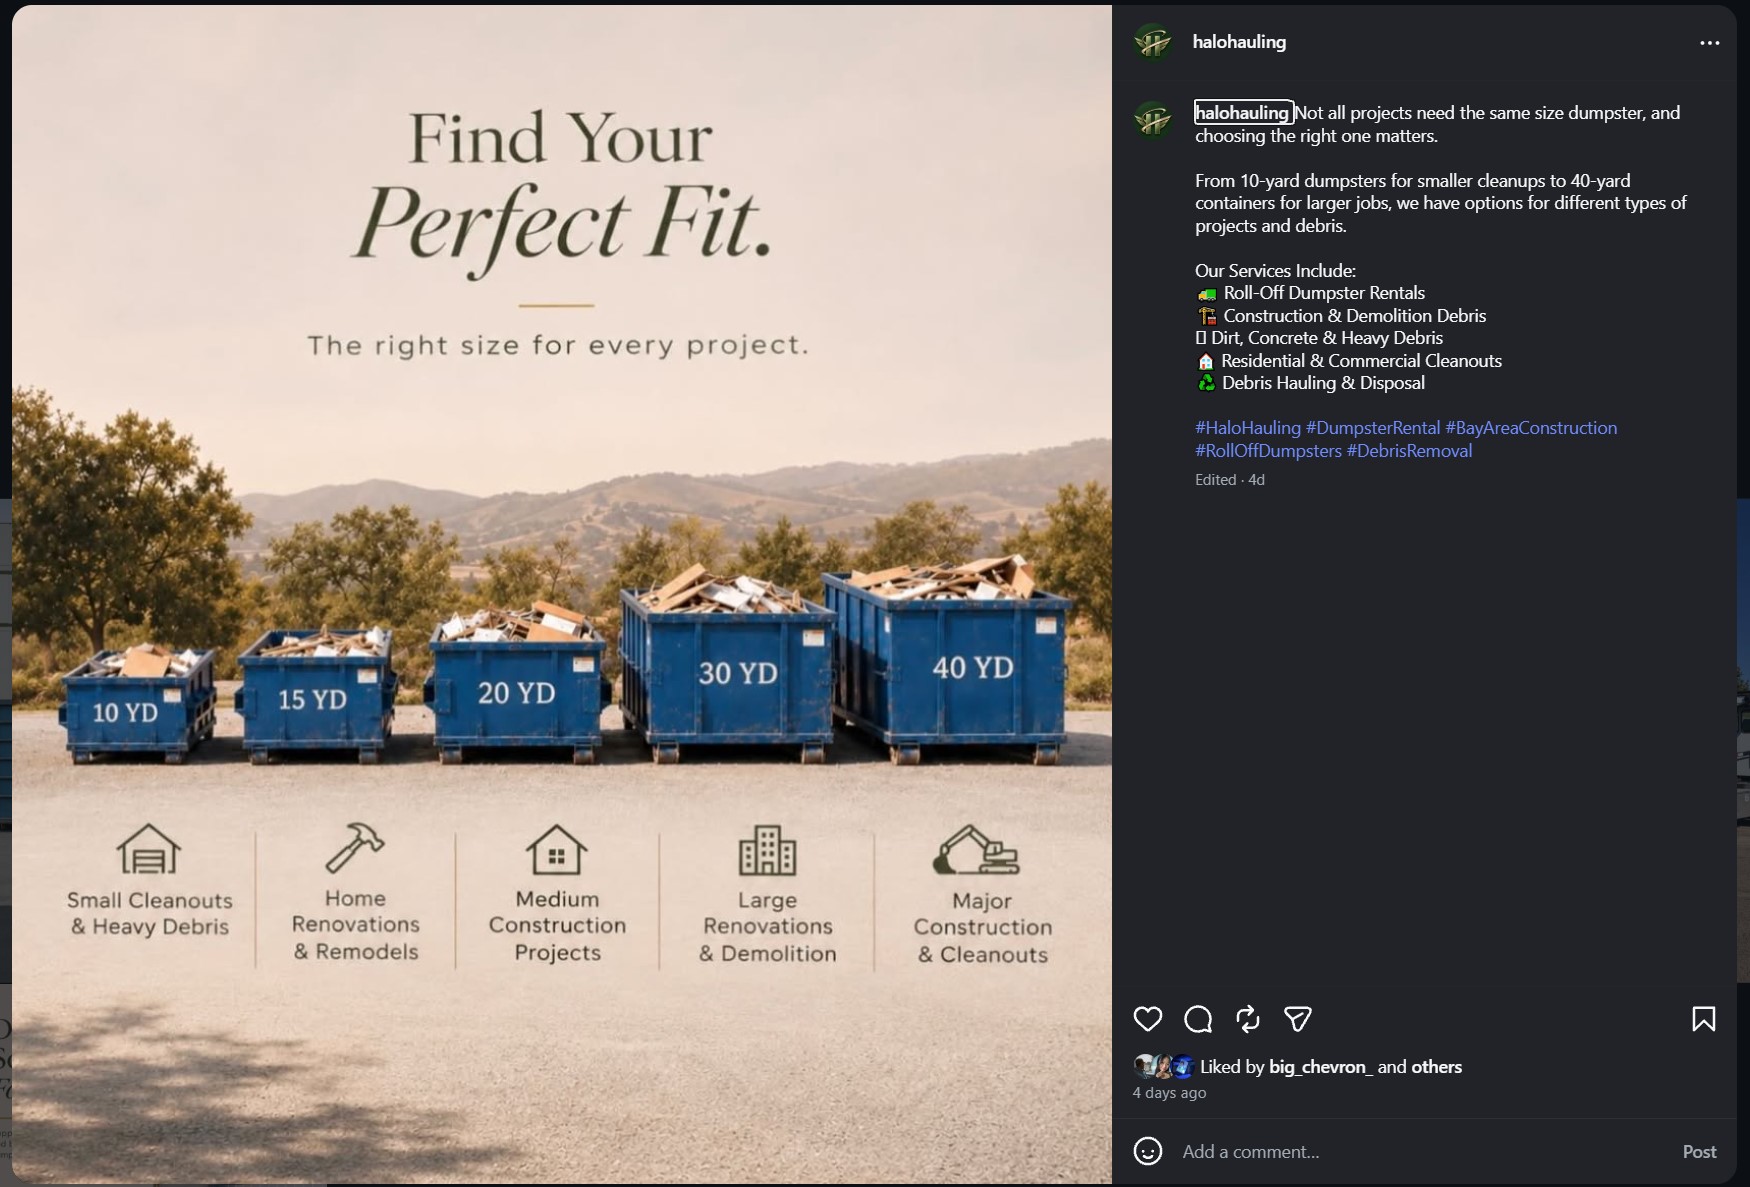 Find Your
Perfect Fit.
The right size for every project.
10 YD
15 YD
20 YD
30 YD
40 YD
Small Cleanouts
& Heavy Debris
Home
Renovations
& Remodels
Medium
Construction
Projects
Large
Renovations
& Demolition
Major
Construction
& Cleanouts
halohauling
halohauling Not all projects need the same size dumpster, and
choosing the right one matters.
From 10-yard dumpsters for smaller cleanups to 40-yard
containers for larger jobs, we have options for different types of
projects and debris.
Our Services Include:
🚛 Roll-Off Dumpster Rentals
🏗 Construction & Demolition Debris
▯ Dirt, Concrete & Heavy Debris
🏠 Residential & Commercial Cleanouts
♻ Debris Hauling & Disposal
#HaloHauling #DumpsterRental #BayAreaConstruction
#RollOffDumpsters #DebrisRemoval
Edited · 4d
Liked by big_chevron_ and others
4 days ago
Add a comment...
Post